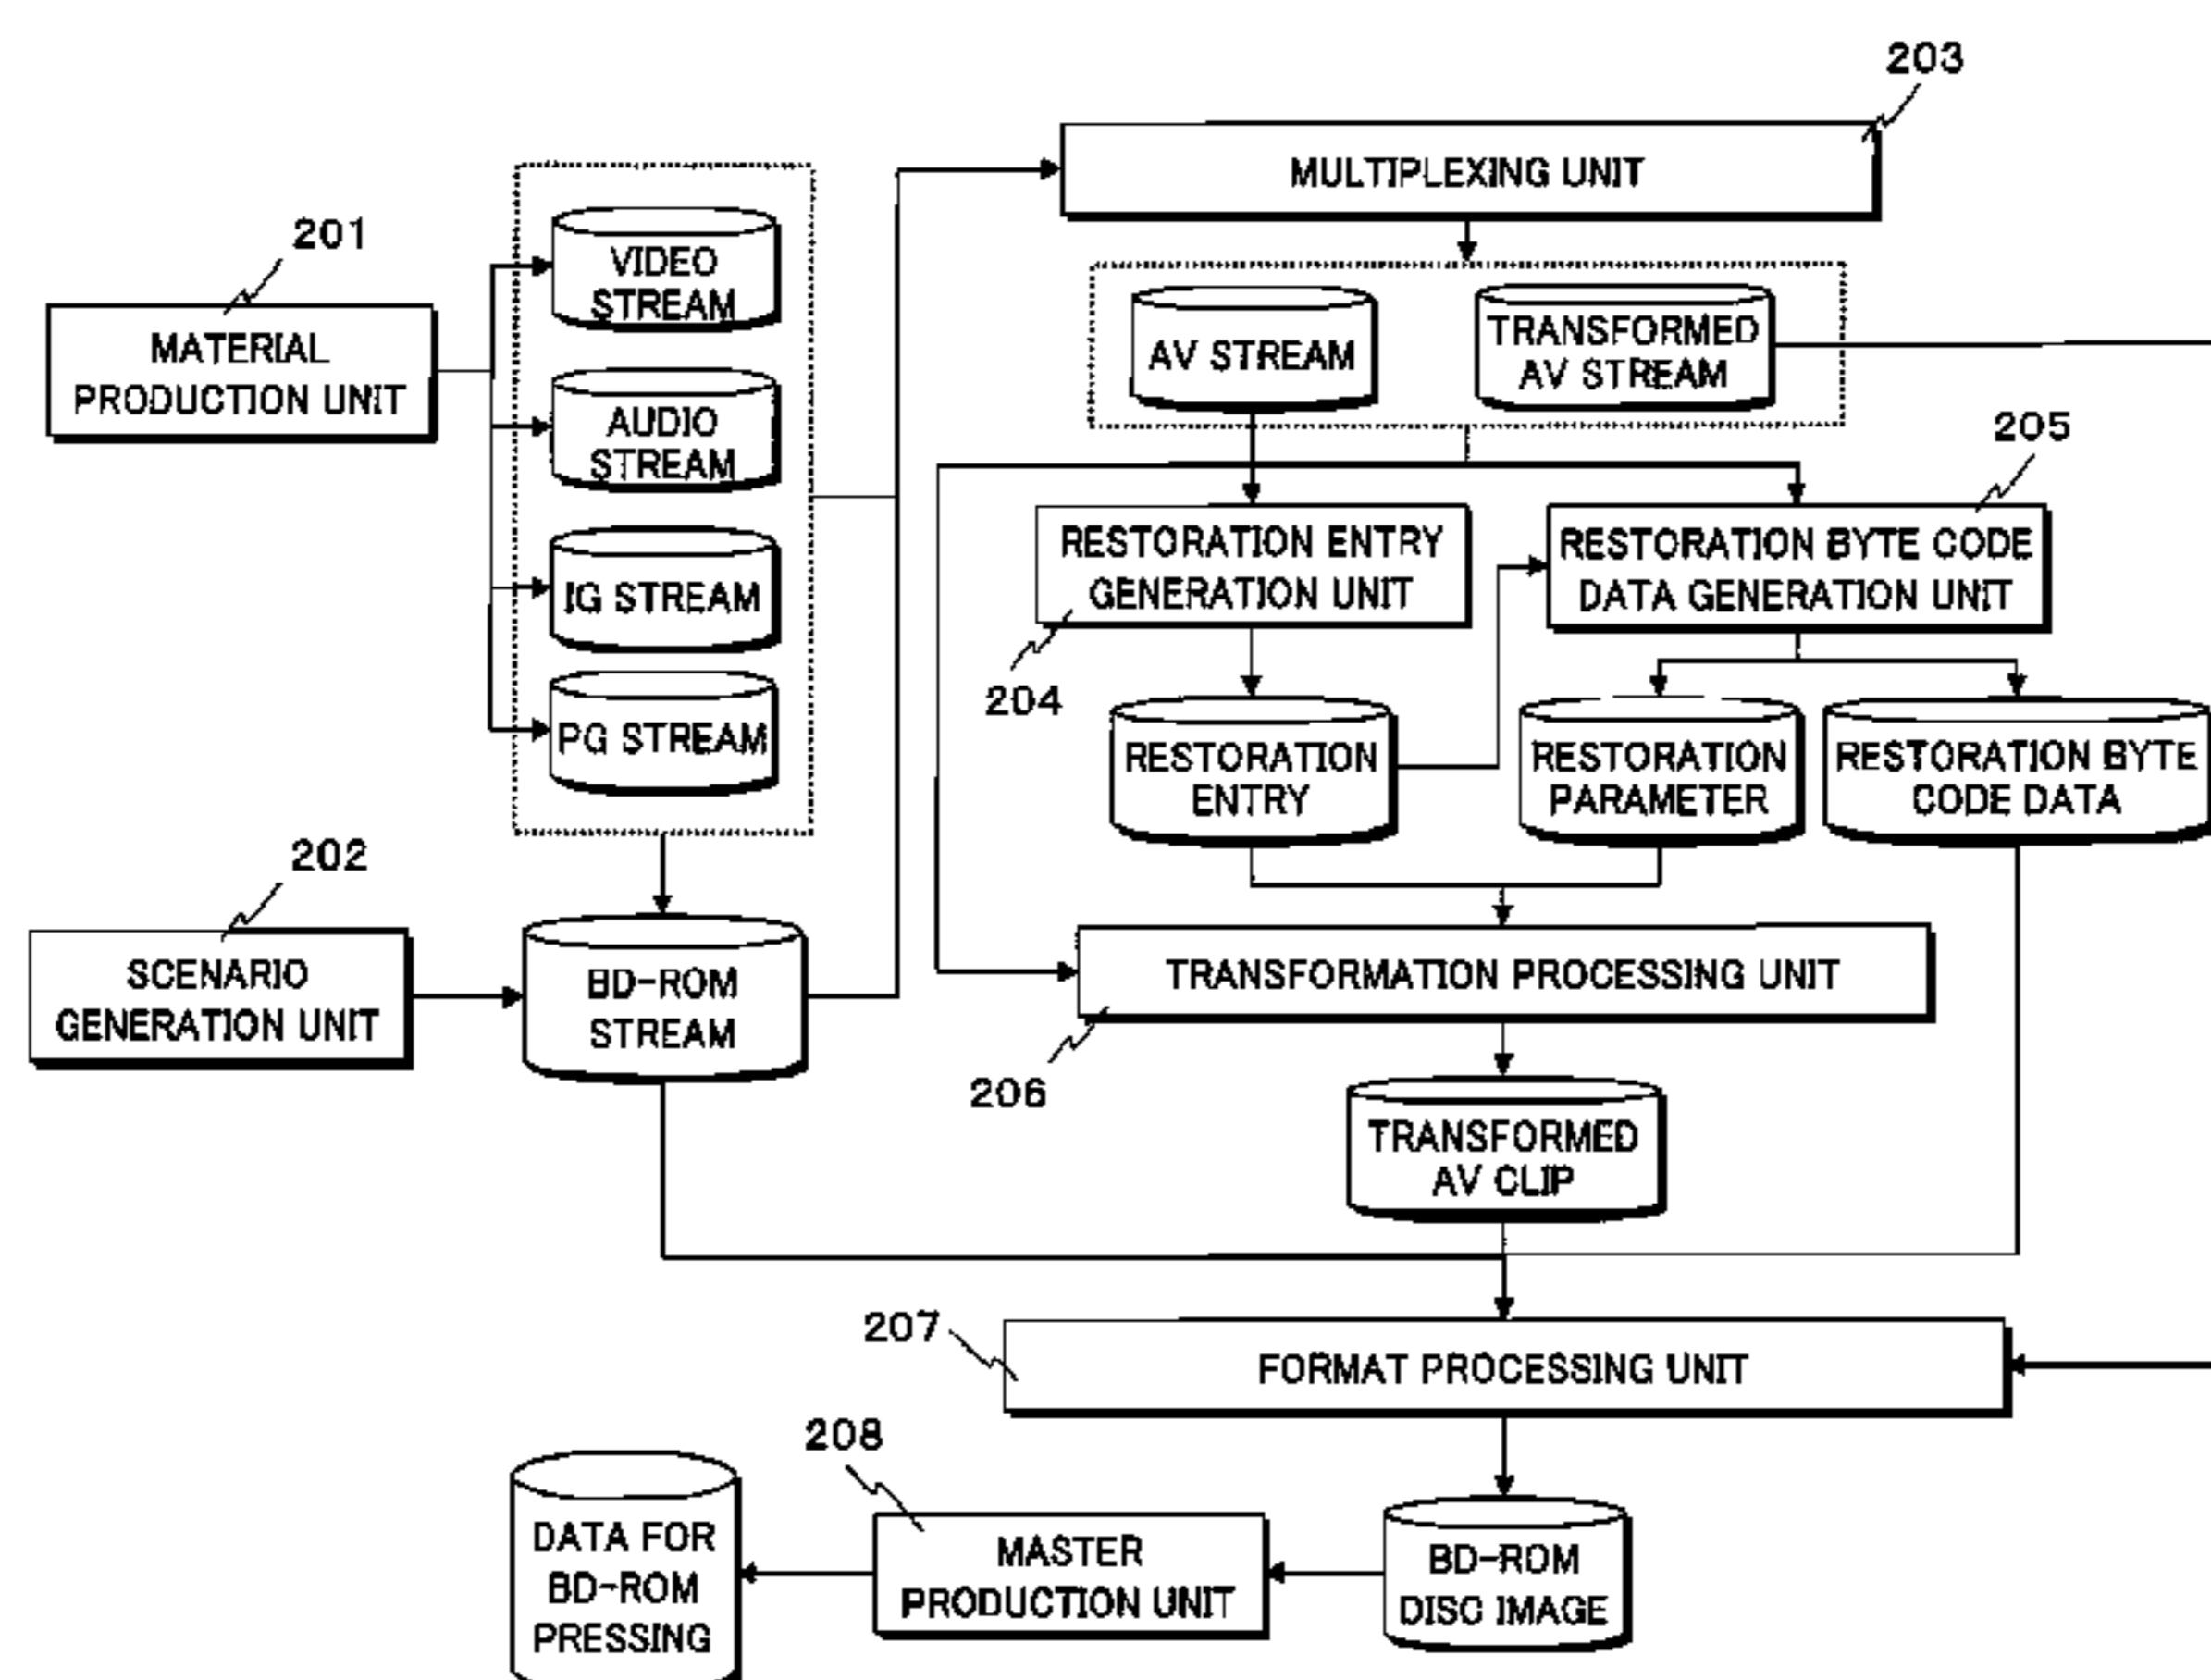 203
MULTIPLEXING UNIT
201
MATERIAL
PRODUCTION UNIT
VIDEO
STREAM
AUDIO
STREAM
IG STREAM
PG STREAM
AV STREAM
TRANSFORMED
AV STREAM
205
RESTORATION ENTRY
GENERATION UNIT
204
RESTORATION BYTE CODE
DATA GENERATION UNIT
RESTORATION
ENTRY
RESTORATION
PARAMETER
RESTORATION BYTE
CODE DATA
202
SCENARIO
GENERATION UNIT
BD-ROM
STREAM
TRANSFORMATION PROCESSING UNIT
206
TRANSFORMED
AV CLIP
207
FORMAT PROCESSING UNIT
208
DATA FOR
BD-ROM
PRESSING
MASTER
PRODUCTION UNIT
BD-ROM
DISC IMAGE